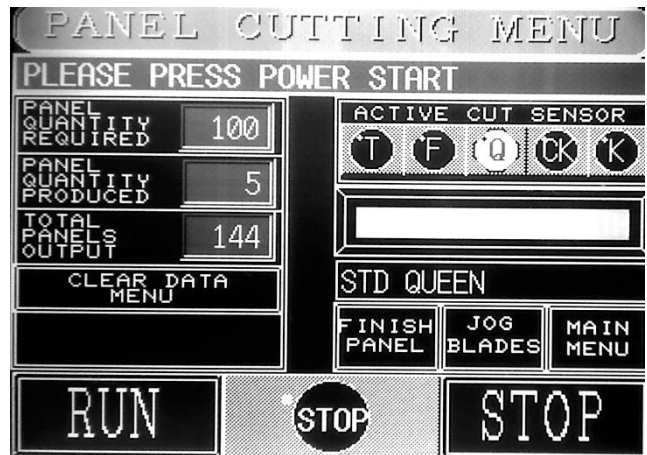 PANEL CUTTING MENU
PLEASE PRESS POWER START
PANEL
QUANTITY
REQUIRED
100
PANEL
QUANTITY
PRODUCED
5
TOTAL
PANELS
OUTPUT
144
CLEAR DATA
MENU
ACTIVE CUT SENSOR
T F Q CK K
STD QUEEN
FINISH
PANEL
JOG
BLADES
MAIN
MENU
RUN
STOP
STOP